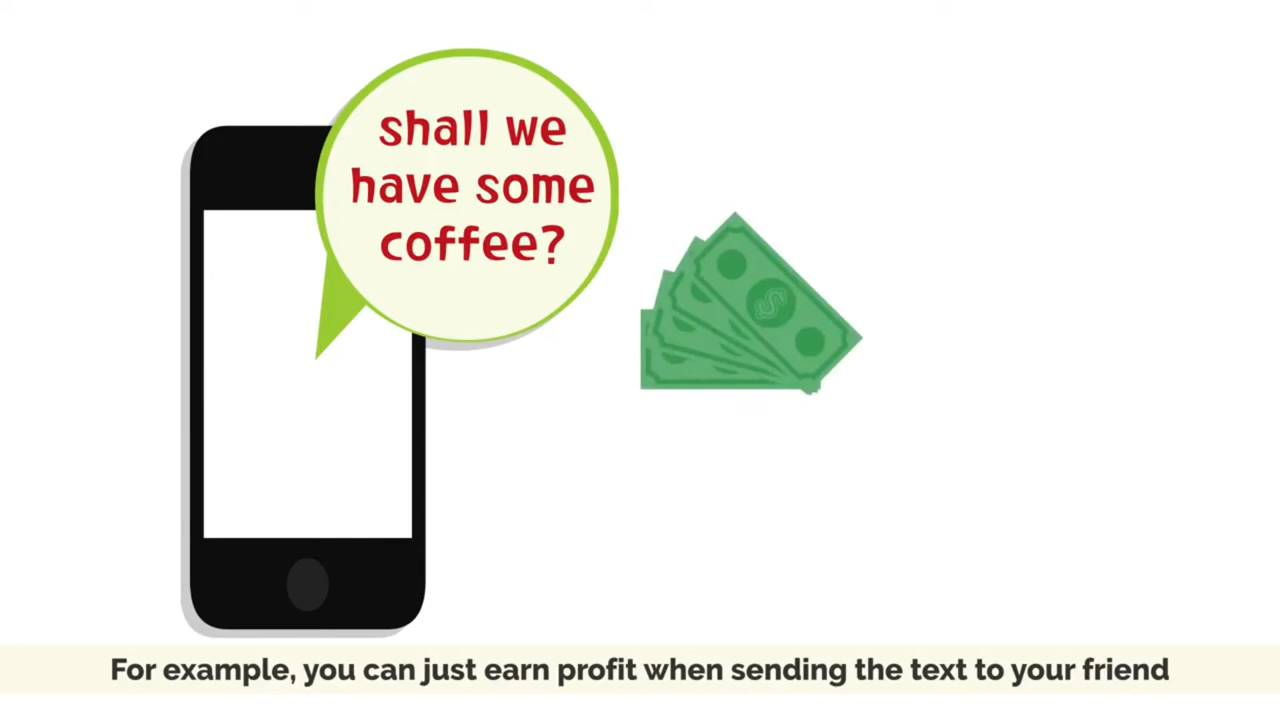 shall we
have some
coffee?
For example, you can just earn profit when sending the text to your friend